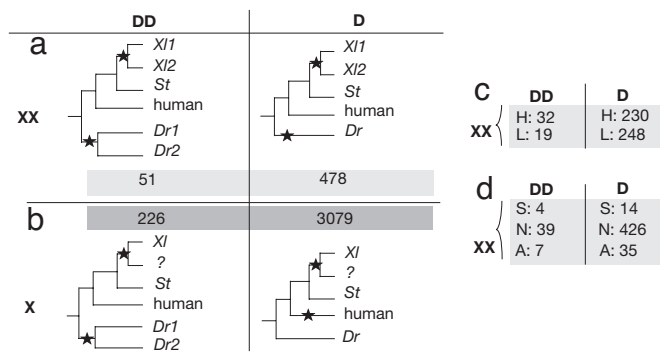 DD D
a
Xl1
Xl2
St
human
Dr1
Dr2
Xl1
Xl2
St
human
Dr
XX
51 478
b
226 3079
Xl
?
St
human
Dr1
Dr2
Xl
?
St
human
Dr
X
c
DD D
XX
H: 32 H: 230
L: 19 L: 248
d
DD D
XX
S: 4 S: 14
N: 39 N: 426
A: 7 A: 35